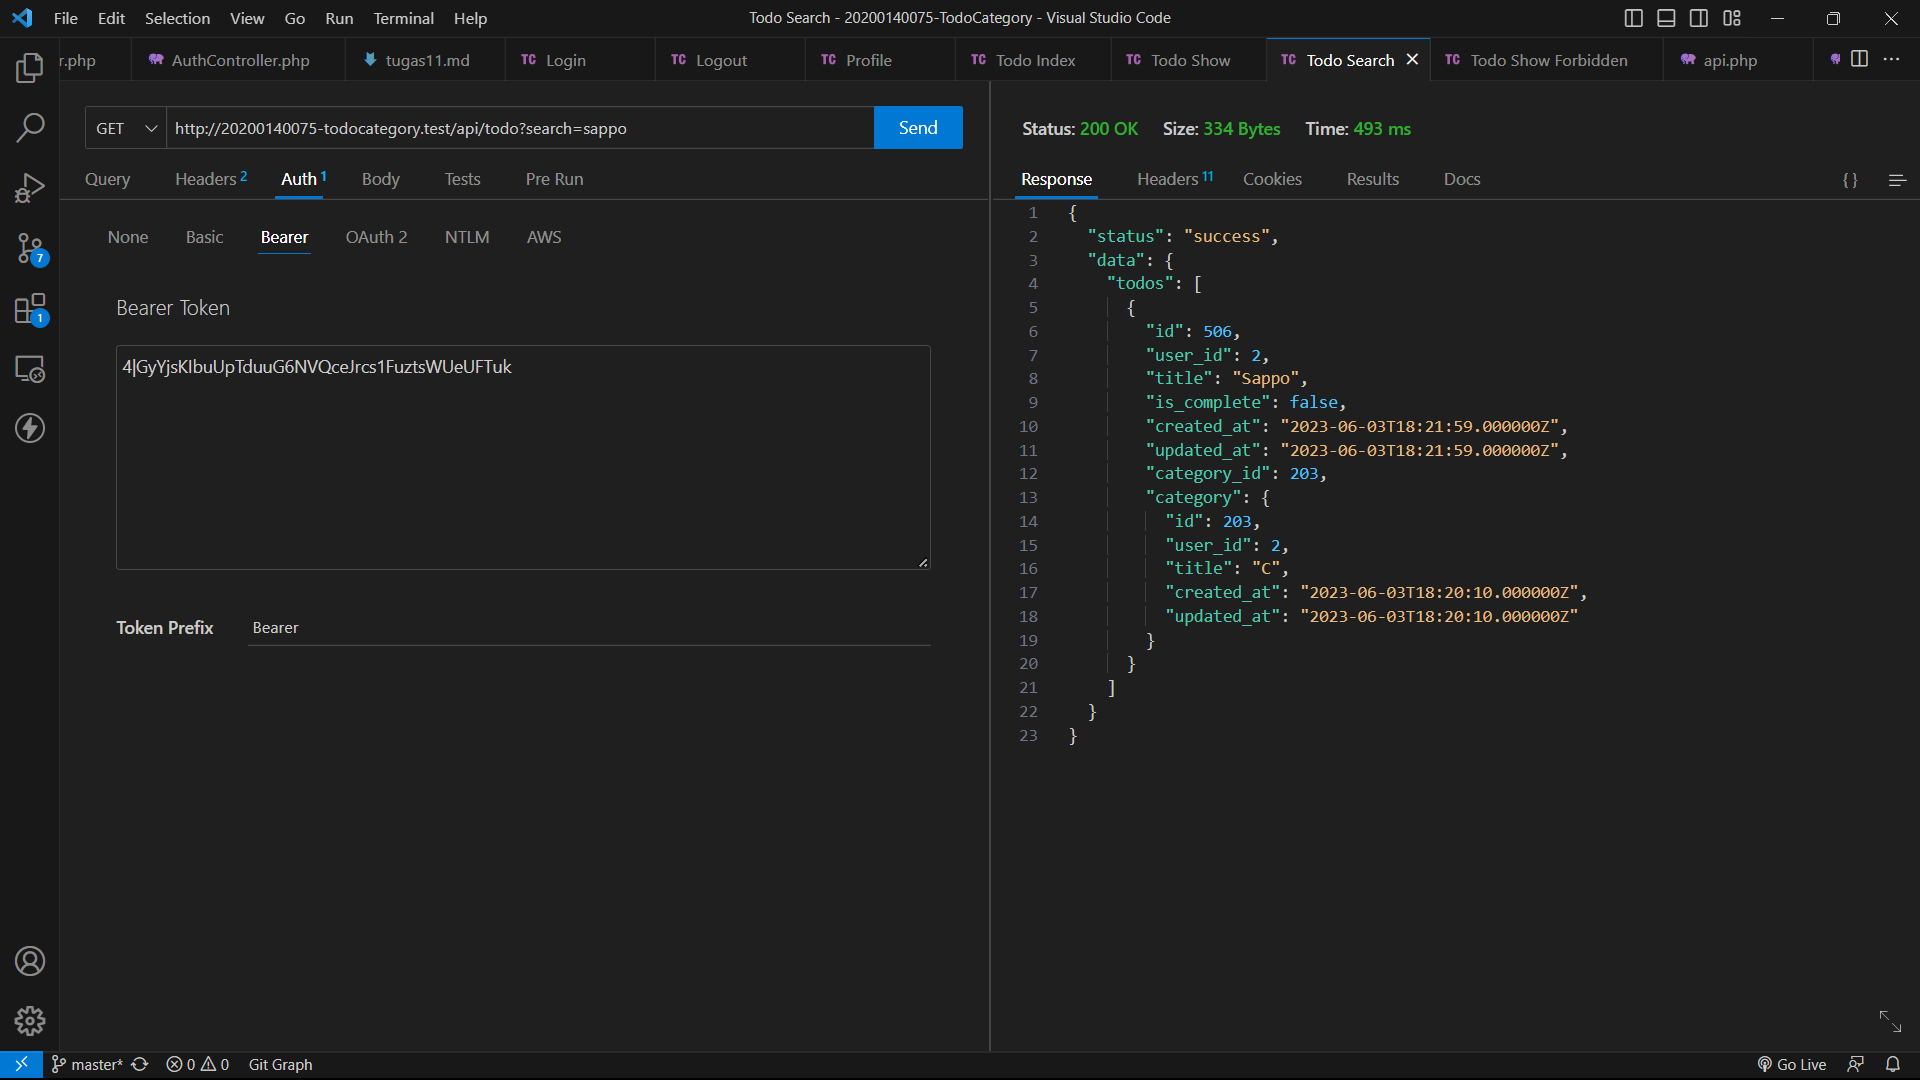 File Edit Selection View Go Run Terminal Help
Todo Search - 20200140075-TodoCategory - Visual Studio Code
r.php
AuthController.php
tugas11.md
TC Login
TC Logout
TC Profile
TC Todo Index
TC Todo Show
TC Todo Search
TC Todo Show Forbidden
api.php
GET
http://20200140075-todocategory.test/api/todo?search=sappo
Send
Query Headers 2 Auth 1 Body Tests Pre Run
None Basic Bearer OAuth 2 NTLM AWS
Bearer Token
4|GyYjsKIbuUpTduuG6NVQceJrcs1FuztsWUeUFTuk
Token Prefix Bearer
7
1
Status: 200 OK Size: 334 Bytes Time: 493 ms
Response Headers 11 Cookies Results Docs {}
1 {
2 "status": "success",
3 "data": {
4 "todos": [
5 {
6 "id": 506,
7 "user_id": 2,
8 "title": "Sappo",
9 "is_complete": false,
10 "created_at": "2023-06-03T18:21:59.000000Z",
11 "updated_at": "2023-06-03T18:21:59.000000Z",
12 "category_id": 203,
13 "category": {
14 "id": 203,
15 "user_id": 2,
16 "title": "C",
17 "created_at": "2023-06-03T18:20:10.000000Z",
18 "updated_at": "2023-06-03T18:20:10.000000Z"
19 }
20 }
21 ]
22 }
23 }
master* 0 0 Git Graph
Go Live